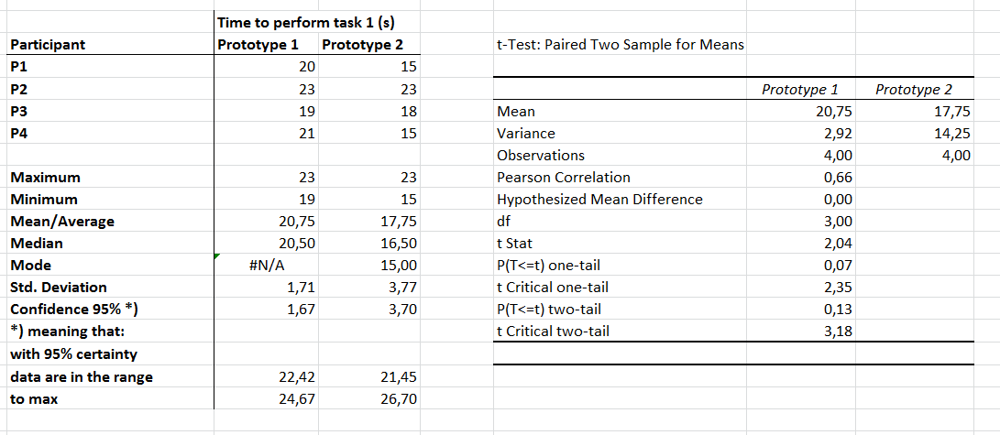 Time to perform task 1 (s)
Participant Prototype 1 Prototype 2
P1 20 15
P2 23 23
P3 19 18
P4 21 15
Maximum 23 23
Minimum 19 15
Mean/Average 20,75 17,75
Median 20,50 16,50
Mode #N/A 15,00
Std. Deviation 1,71 3,77
Confidence 95% *) 1,67 3,70
*) meaning that:
with 95% certainty
data are in the range 22,42 21,45
to max 24,67 26,70
t-Test: Paired Two Sample for Means
Prototype 1 Prototype 2
Mean 20,75 17,75
Variance 2,92 14,25
Observations 4,00 4,00
Pearson Correlation 0,66
Hypothesized Mean Difference 0,00
df 3,00
t Stat 2,04
P(T<=t) one-tail 0,07
t Critical one-tail 2,35
P(T<=t) two-tail 0,13
t Critical two-tail 3,18